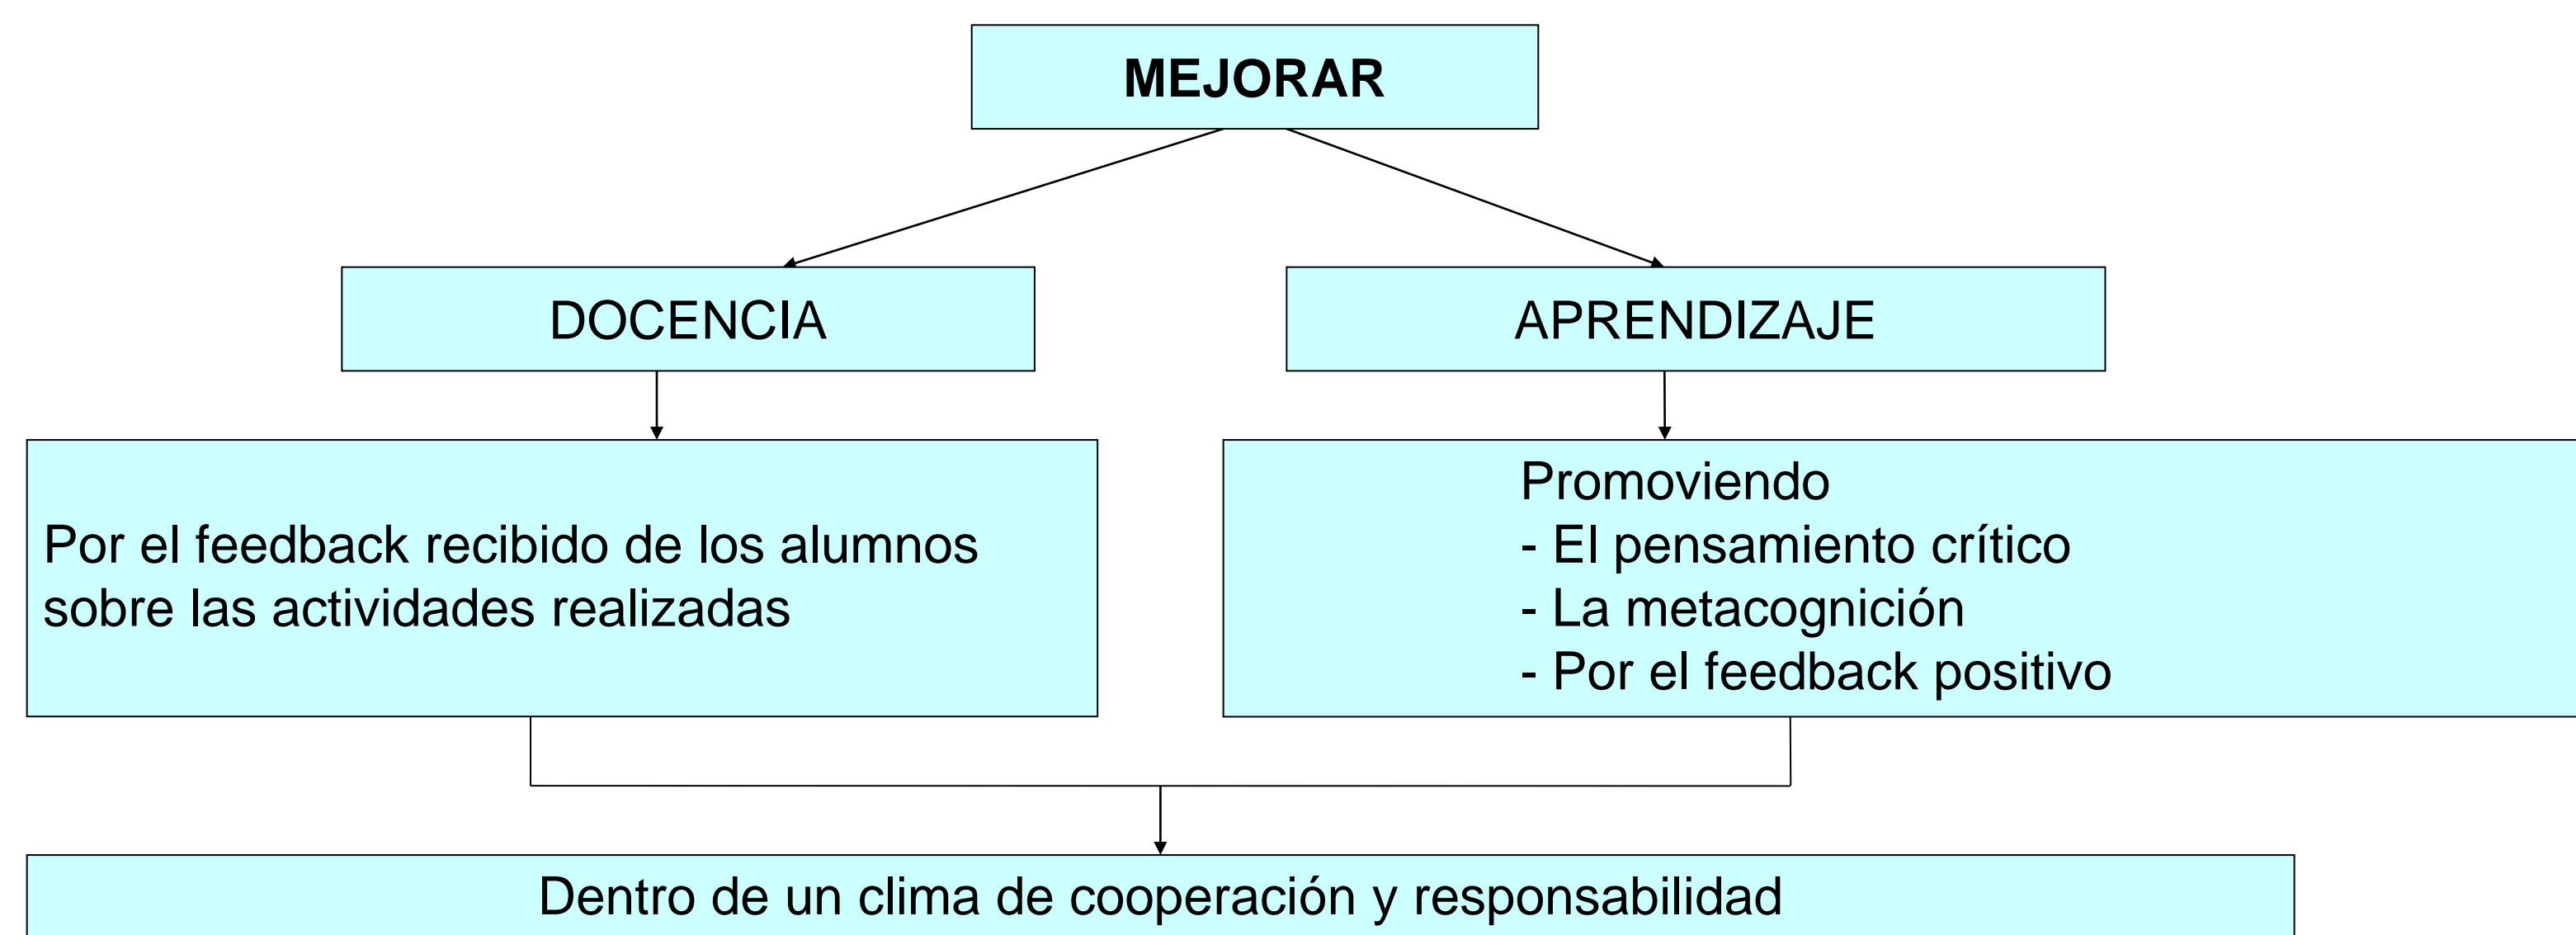 MEJORAR
DOCENCIA
APRENDIZAJE
Por el feedback recibido de los alumnos
sobre las actividades realizadas
Promoviendo
- El pensamiento crítico
- La metacognición
- Por el feedback positivo
Dentro de un clima de cooperación y responsabilidad